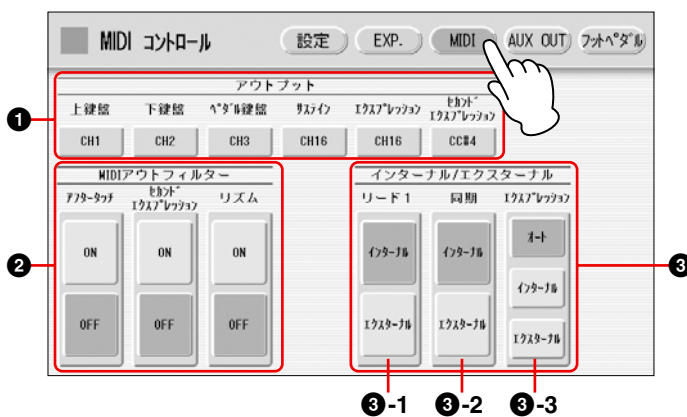 MIDI コントロール
設定
EXP.
MIDI
AUX OUT
フットペダル
アウトプット
上鍵盤 下鍵盤 ペダル鍵盤 サステイン エクスプレッション セカンドエクスプレッション
❶
CH1 CH2 CH3 CH16 CH16 CC#4
MIDIアウトフィルター
アフタータッチ セカンドエクスプレッション リズム
ON ON ON
❷
OFF OFF OFF
インターナル/エクスターナル
リード1 同期 エクスプレッション
インターナル インターナル オート
インターナル
❸
エクスターナル エクスターナル エクスターナル
❸-1 ❸-2 ❸-3